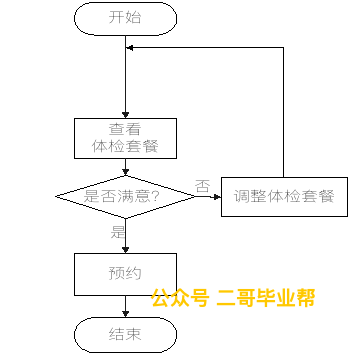 开始
查看
体检套餐
是否满意?
否
调整体检套餐
是
预约
公众号 二哥毕业帮
结束